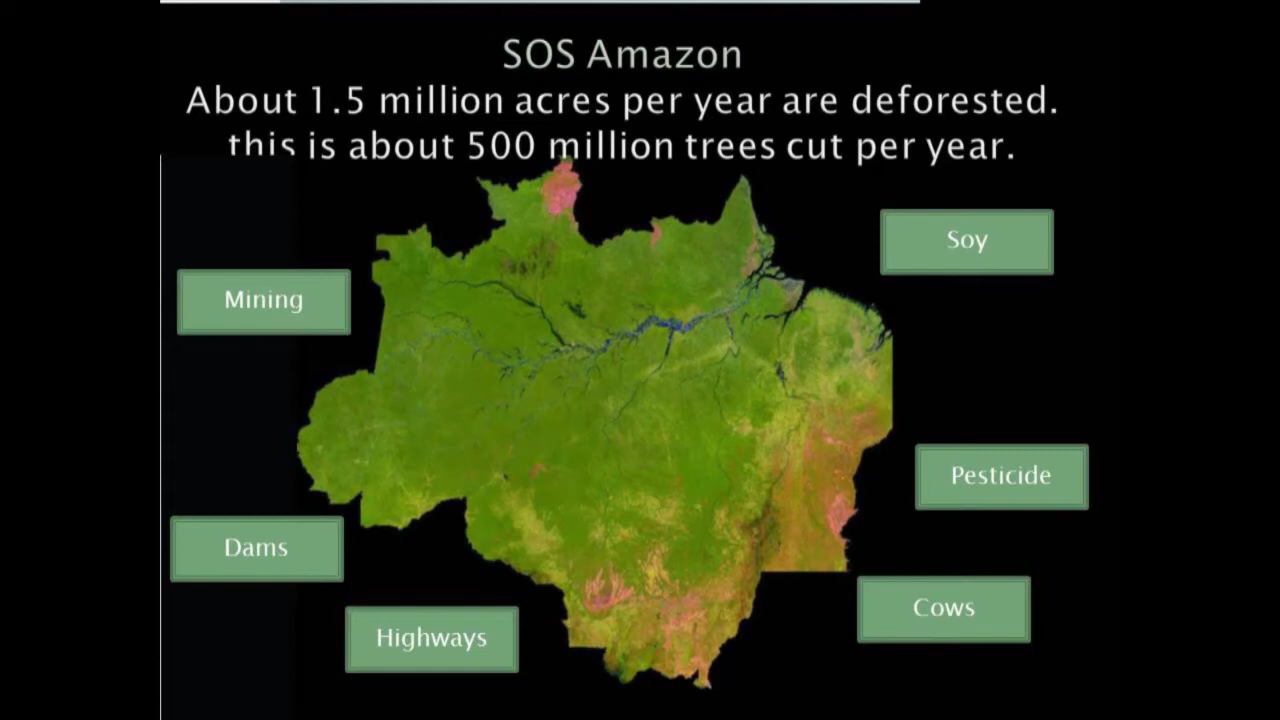 SOS Amazon
About 1.5 million acres per year are deforested.
this is about 500 million trees cut per year.
Soy
Mining
Pesticide
Dams
Cows
Highways